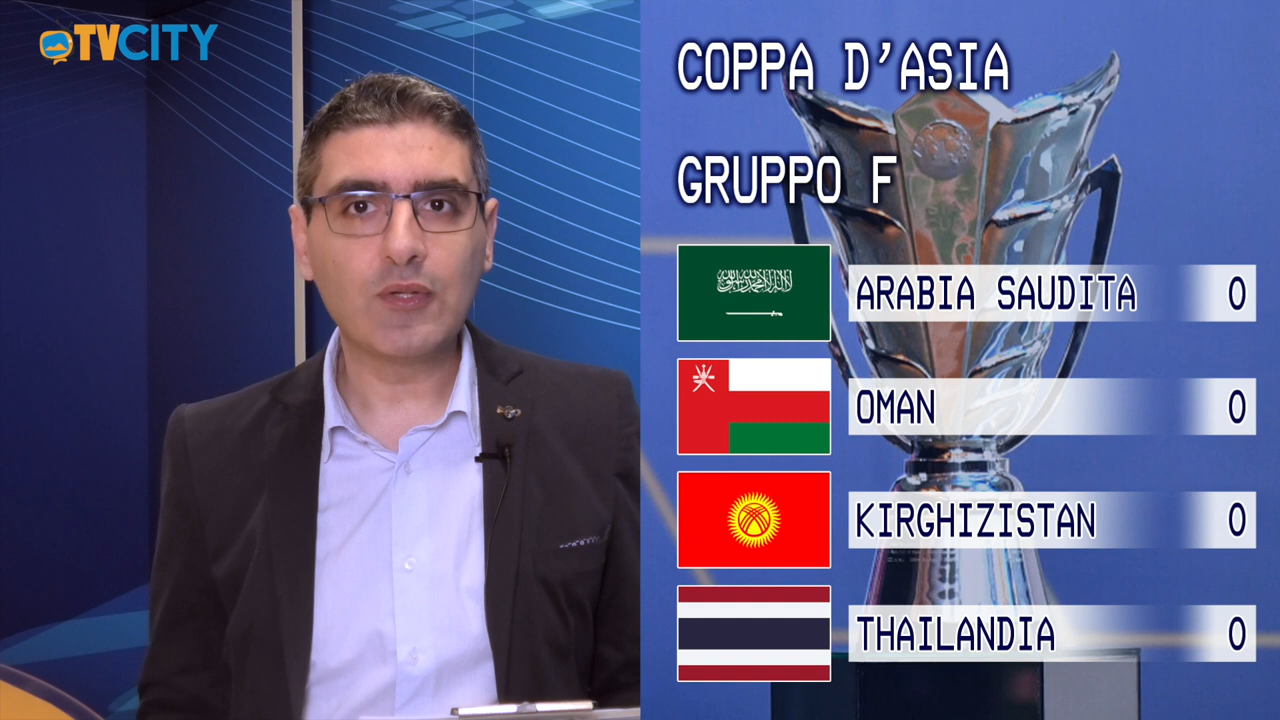 TVCITY
COPPA D'ASIA
GRUPPO F
ARABIA SAUDITA 0
OMAN 0
KIRGHIZISTAN 0
THAILANDIA 0